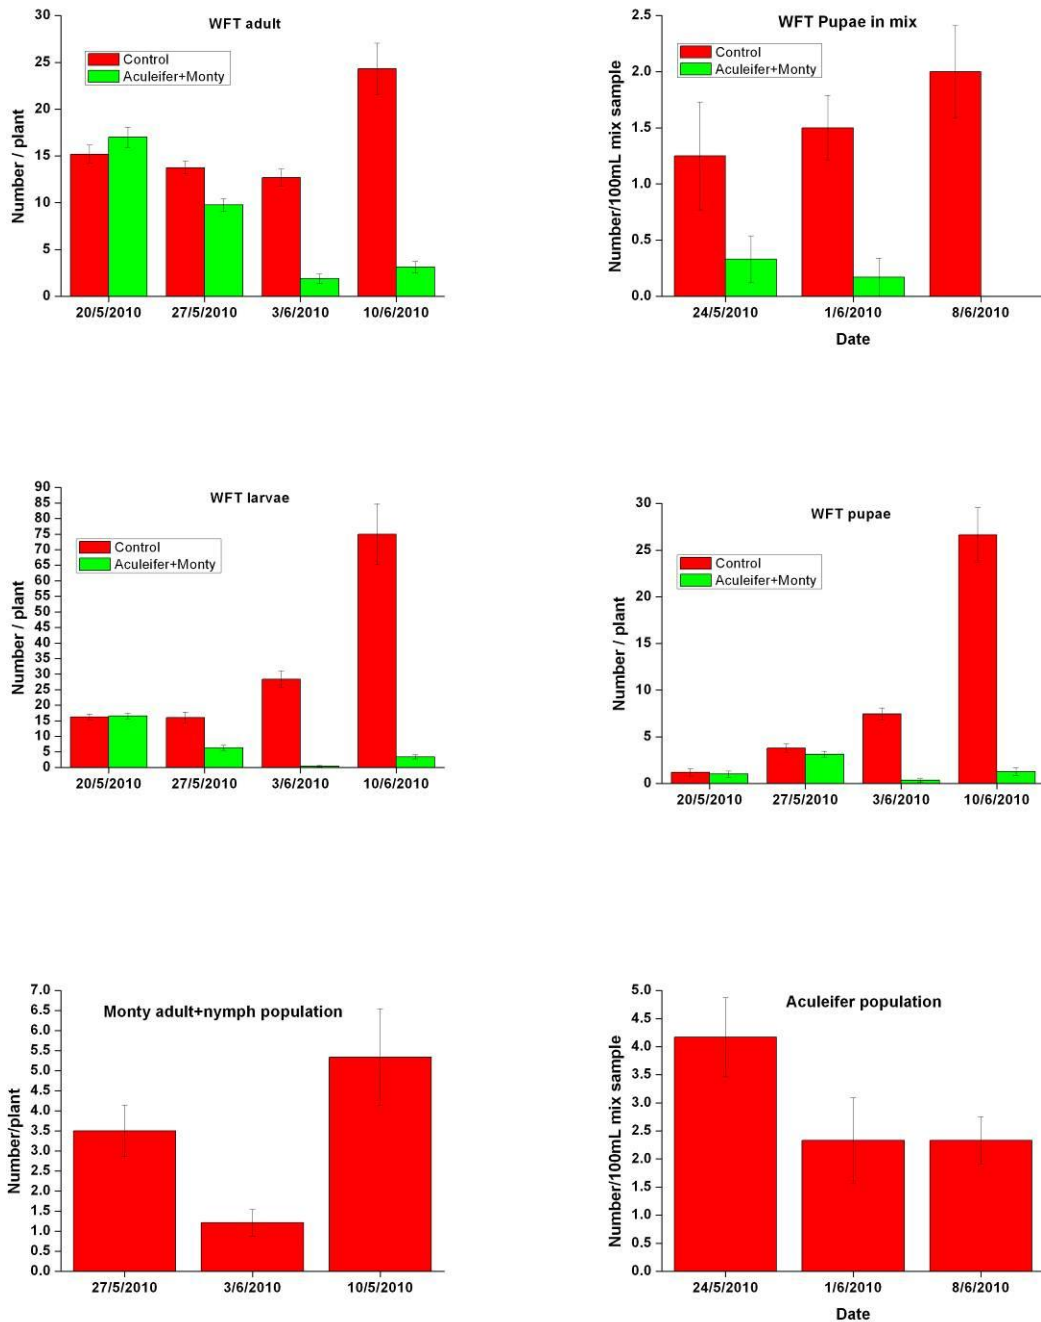 WFT adult
Control
Aculeifer+Monty
Number / plant
30
25
20
15
10
5
0
20/5/2010 27/5/2010 3/6/2010 10/6/2010
WFT Pupae in mix
Control
Aculeifer+Monty
Number/100mL mix sample
2.5
2.0
1.5
1.0
0.5
0.0
24/5/2010 1/6/2010 8/6/2010
Date
WFT larvae
Control
Aculeifer+Monty
Number / plant
90
85
80
75
70
65
60
55
50
45
40
35
30
25
20
15
10
5
0
20/5/2010 27/5/2010 3/6/2010 10/6/2010
WFT pupae
Control
Aculeifer+Monty
Number / plant
30
25
20
15
10
5
0
20/5/2010 27/5/2010 3/6/2010 10/6/2010
Monty adult+nymph population
Number/plant
7.0
6.5
6.0
5.5
5.0
4.5
4.0
3.5
3.0
2.5
2.0
1.5
1.0
0.5
0.0
27/5/2010 3/6/2010 10/5/2010
Aculeifer population
Number/100mL mix sample
5.0
4.5
4.0
3.5
3.0
2.5
2.0
1.5
1.0
0.5
0.0
24/5/2010 1/6/2010 8/6/2010
Date